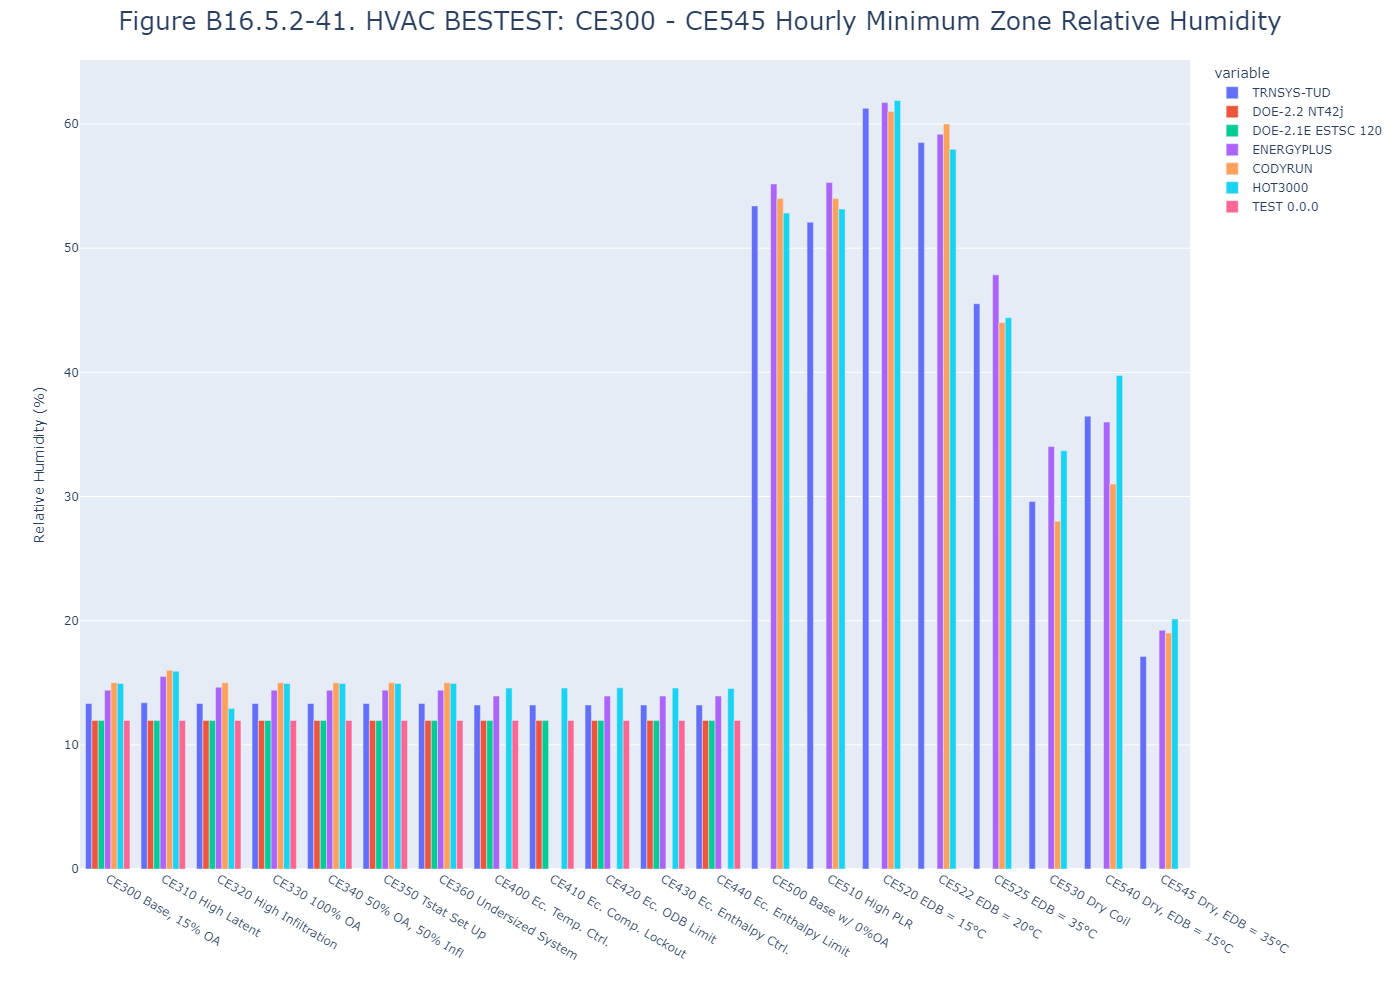 Figure B16.5.2-41. HVAC BESTEST: CE300 - CE545 Hourly Minimum Zone Relative Humidity
variable
TRNSYS-TUD
DOE-2.2 NT42j
DOE-2.1E ESTSC 120
ENERGYPLUS
CODYRUN
HOT3000
TEST 0.0.0
Relative Humidity (%)
60
50
40
30
20
10
0
CE300 Base, 15% OA
CE310 High Latent
CE320 High Infiltration
CE330 100% OA
CE340 50% OA, 50% Infl
CE350 Tstat Set Up
CE360 Undersized System
CE400 Ec. Temp. Ctrl.
CE410 Ec. Comp. Lockout
CE420 Ec. ODB Limit
CE430 Ec. Enthalpy Ctrl.
CE440 Ec. Enthalpy Limit
CE500 Base w/ 0%OA
CE510 High PLR
CE520 EDB = 15°C
CE522 EDB = 20°C
CE525 EDB = 35°C
CE530 Dry Coil
CE540 Dry, EDB = 15°C
CE545 Dry, EDB = 35°C